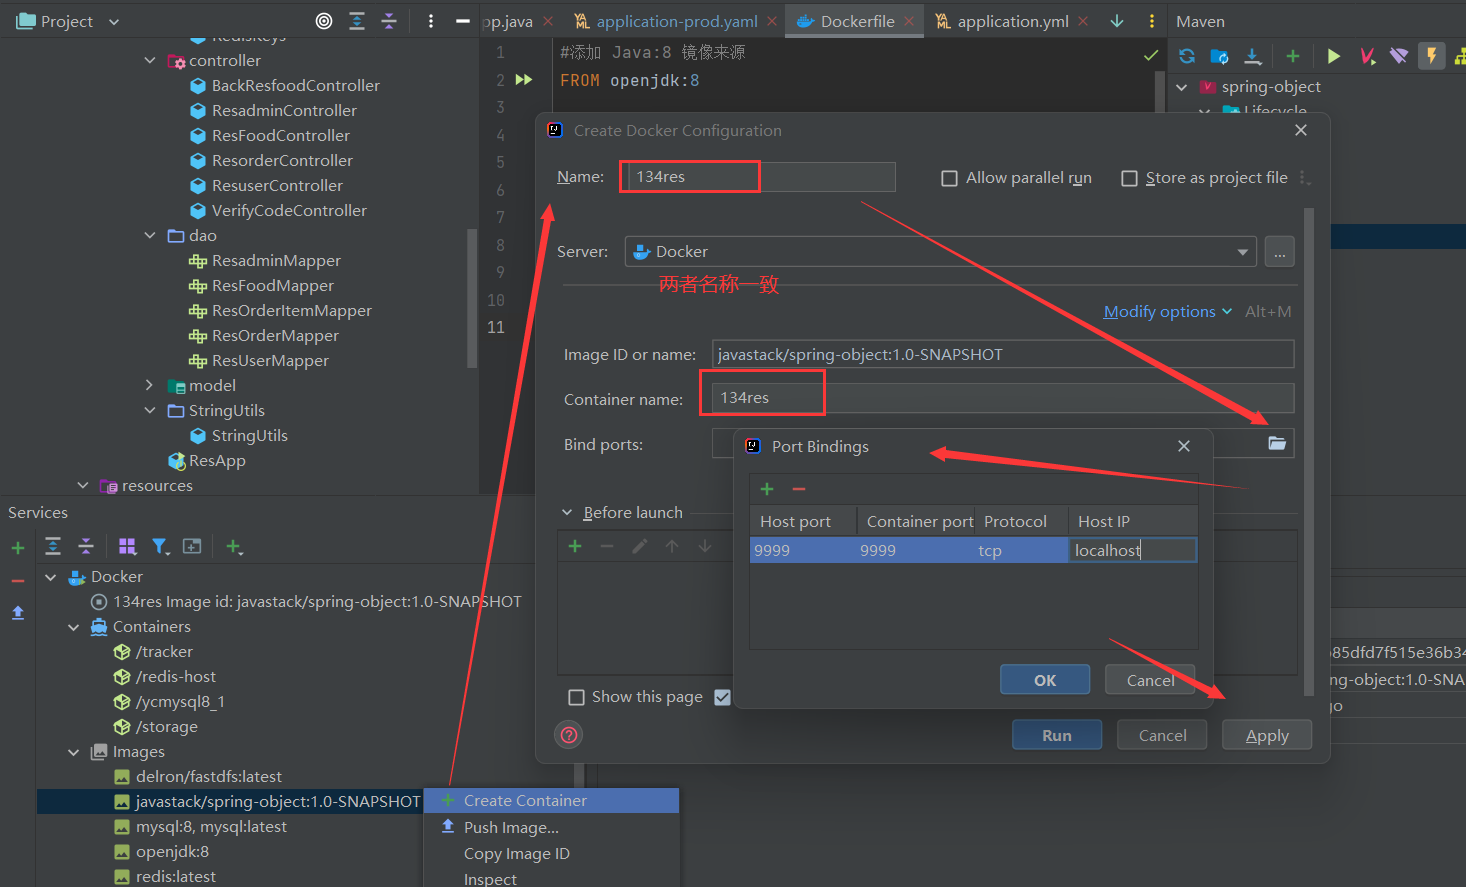 Project
pp.java
application-prod.yaml
Dockerfile
application.yml
Maven
RedisKeys
controller
BackResfoodController
ResadminController
ResFoodController
ResorderController
ResuserController
VerifyCodeController
dao
ResadminMapper
ResFoodMapper
ResOrderItemMapper
ResOrderMapper
ResUserMapper
model
StringUtils
StringUtils
ResApp
resources
1 #添加 Java:8 镜像来源
2 FROM openjdk:8
3
4
5
6
7
8
9
10
11
spring-object
Lifecycle
Create Docker Configuration
Name: 134res
Allow parallel run
Store as project file
Server: Docker
...
两者名称一致
Modify options Alt+M
Image ID or name: javastack/spring-object:1.0-SNAPSHOT
Container name: 134res
Bind ports:
Port Bindings
Host port Container port Protocol Host IP
9999 9999 tcp localhost
OK Cancel
Before launch
Show this page
Run Cancel Apply
Services
Docker
134res Image id: javastack/spring-object:1.0-SNAPSHOT
Containers
/tracker
/redis-host
/ycmysql8_1
/storage
Images
delron/fastdfs:latest
javastack/spring-object:1.0-SNAPSHOT
mysql:8, mysql:latest
openjdk:8
redis:latest
Create Container
Push Image...
Copy Image ID
Inspect
85dfd7f515e36b34
ng-object:1.0-SNA
go